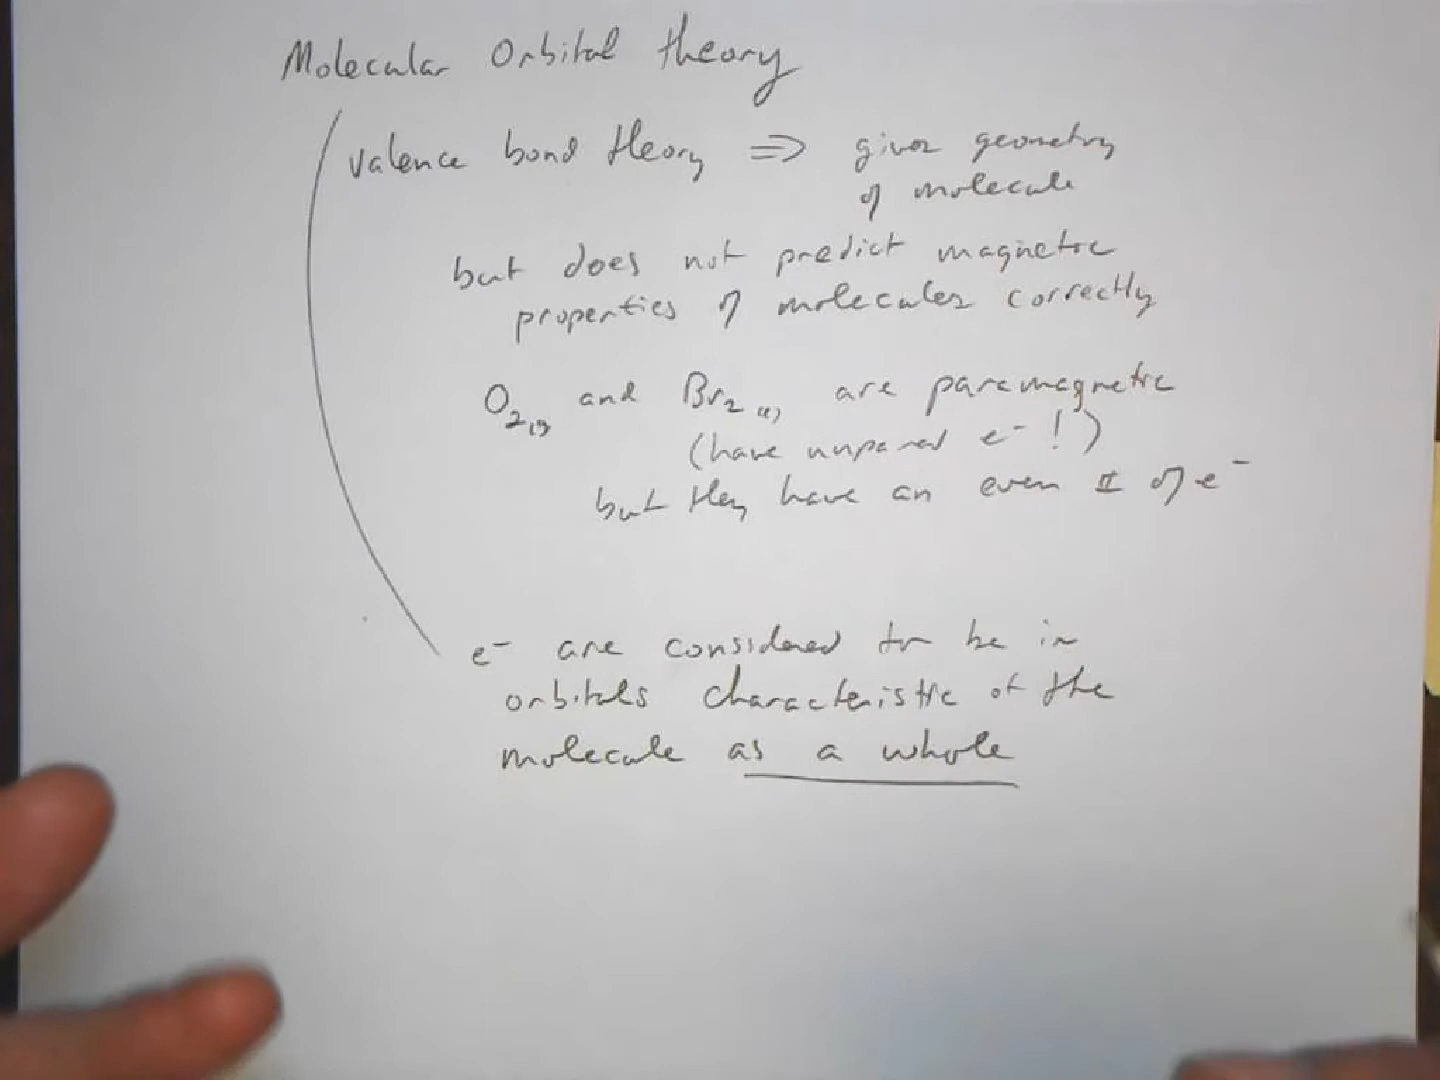 Molecular Orbital theory
valence bond theory ⇒ gives geometry
of molecule
but does not predict magnetic
properties of molecules correctly
O₂₍g₎ and Br₂₍l₎ are paramagnetic
(have unpaired e⁻!)
but they have an even # of e⁻
e⁻ are considered to be in
orbitals characteristic of the
molecule as a whole